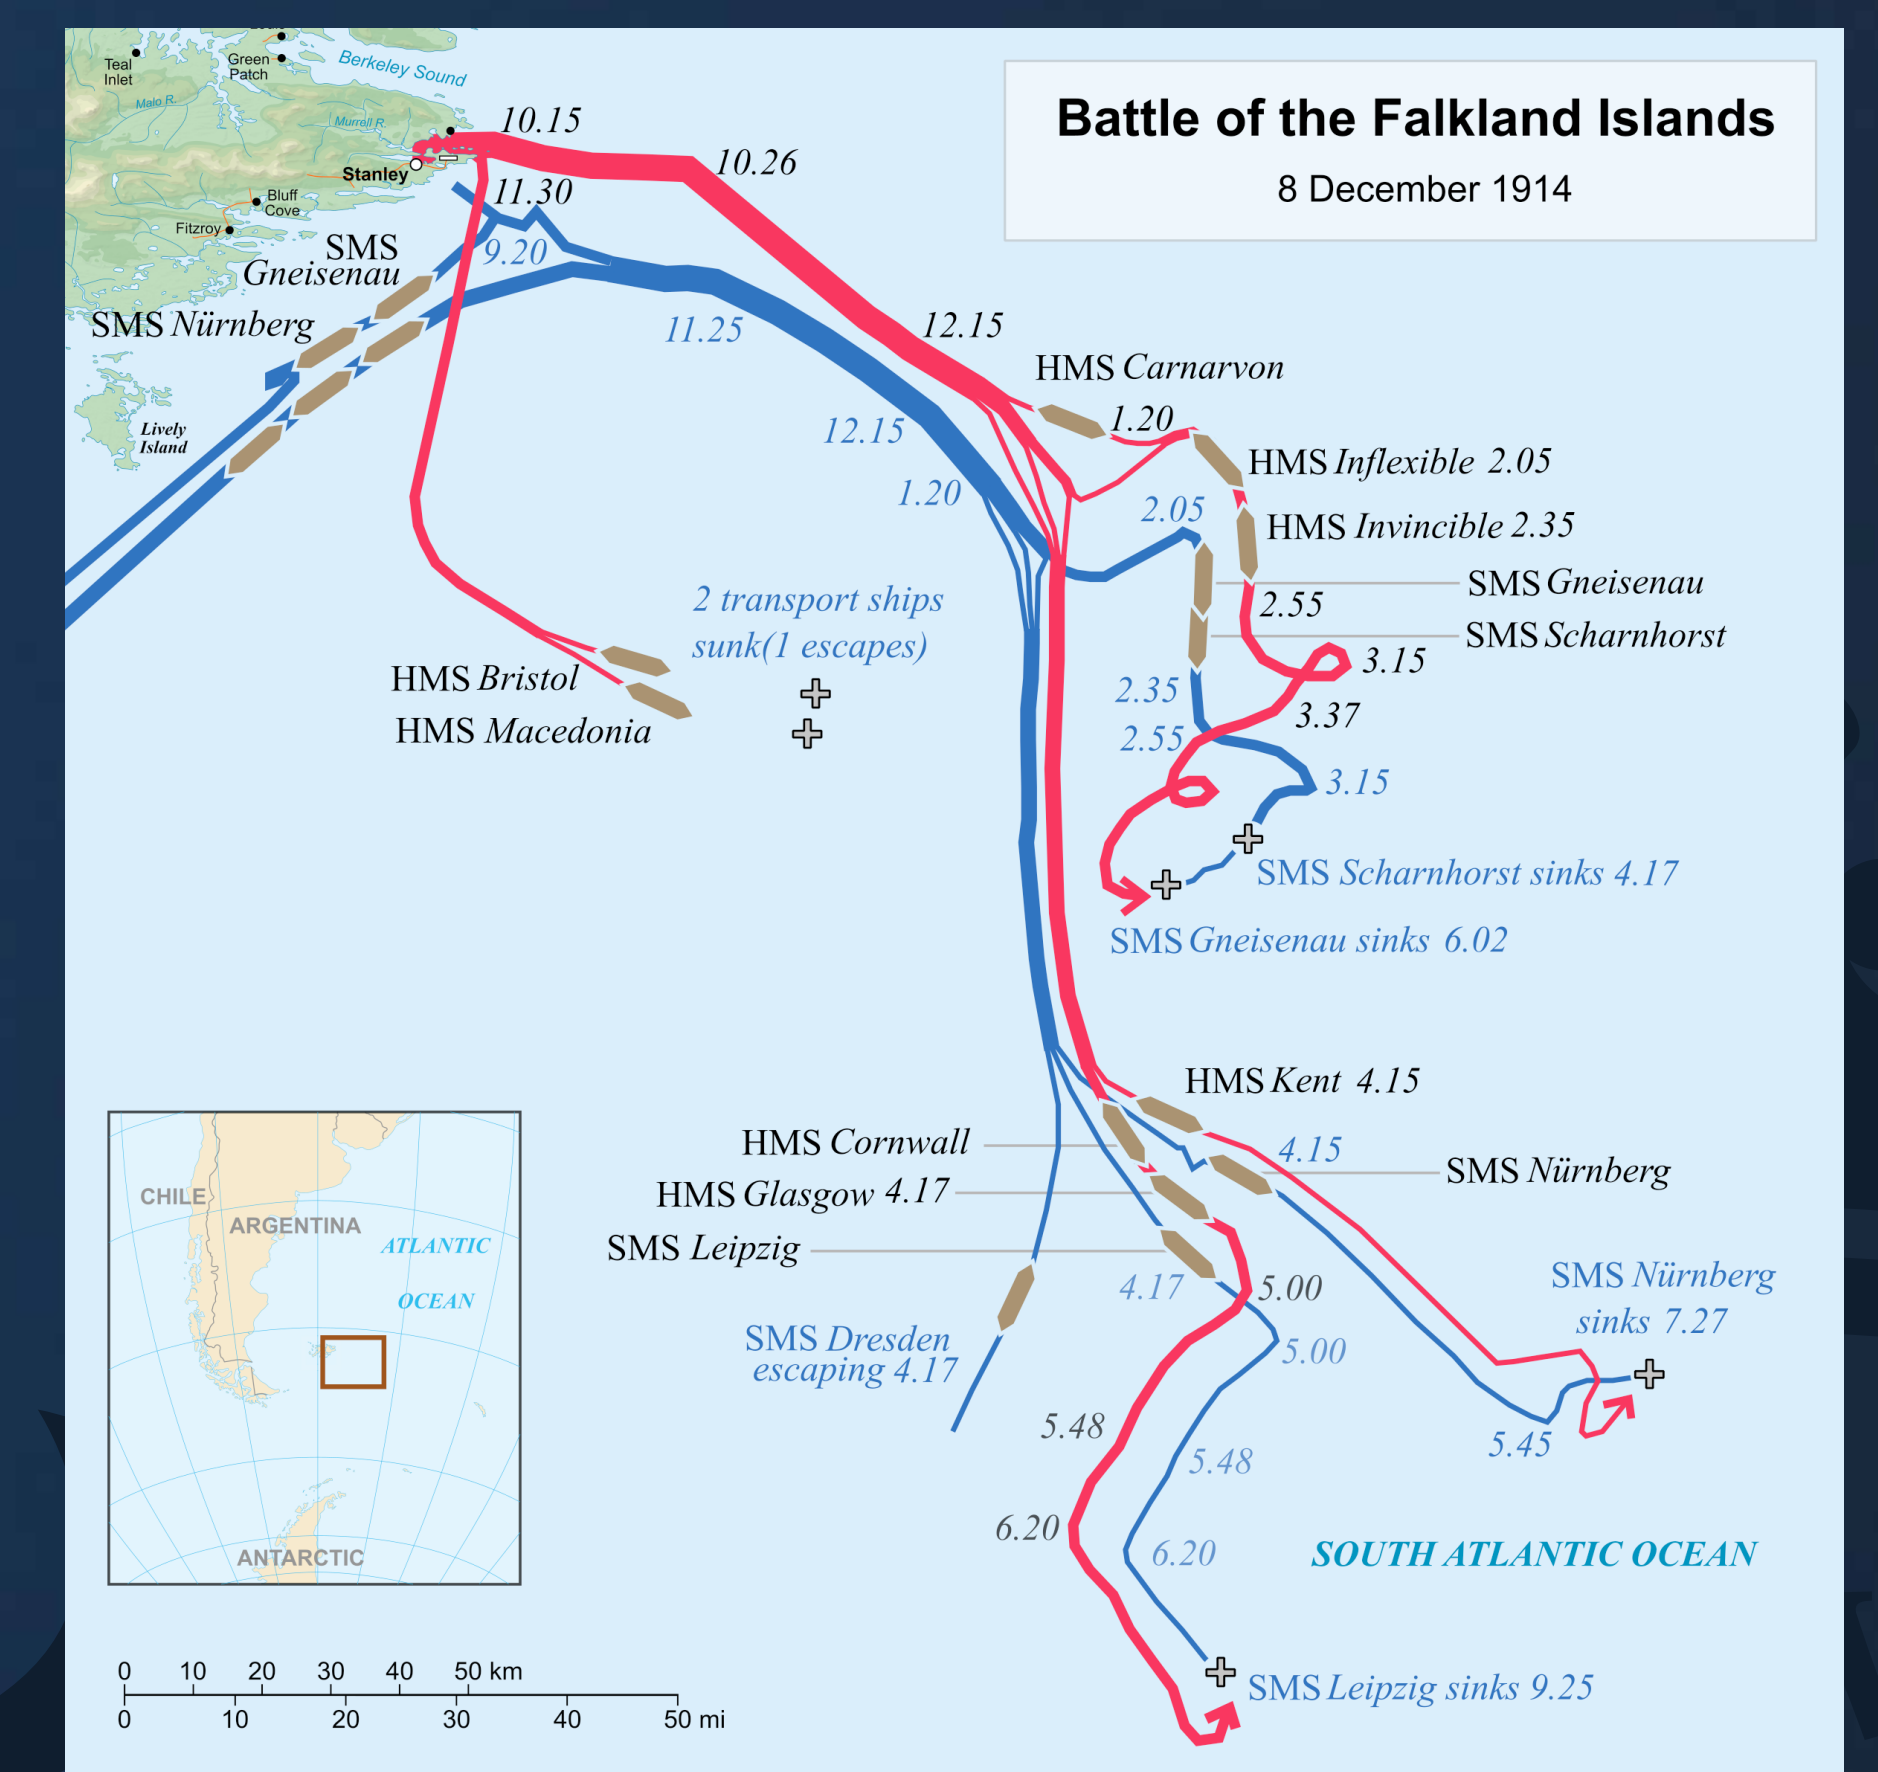 Battle of the Falkland Islands
8 December 1914
Teal
Inlet
Green
Patch
Berkeley Sound
Malo R.
Murrell R.
Stanley
Bluff
Cove
Fitzroy
10.15
10.26
11.30
9.20
SMS
Gneisenau
SMS Nürnberg
Lively
Island
11.25
12.15
12.15
1.20
HMS Carnarvon
1.20
HMS Inflexible 2.05
2.05
HMS Invincible 2.35
SMS Gneisenau
2.55
SMS Scharnhorst
3.15
2.35
3.37
2.55
3.15
2 transport ships
sunk(1 escapes)
HMS Bristol
HMS Macedonia
SMS Scharnhorst sinks 4.17
SMS Gneisenau sinks 6.02
HMS Kent 4.15
HMS Cornwall
4.15
SMS Nürnberg
HMS Glasgow 4.17
SMS Leipzig
4.17
5.00
SMS Nürnberg
sinks 7.27
SMS Dresden
escaping 4.17
5.00
5.48
5.48
5.45
6.20
6.20
SOUTH ATLANTIC OCEAN
SMS Leipzig sinks 9.25
CHILE
ARGENTINA
ATLANTIC
OCEAN
ANTARCTIC
0 10 20 30 40 50 km
0 10 20 30 40 50 mi